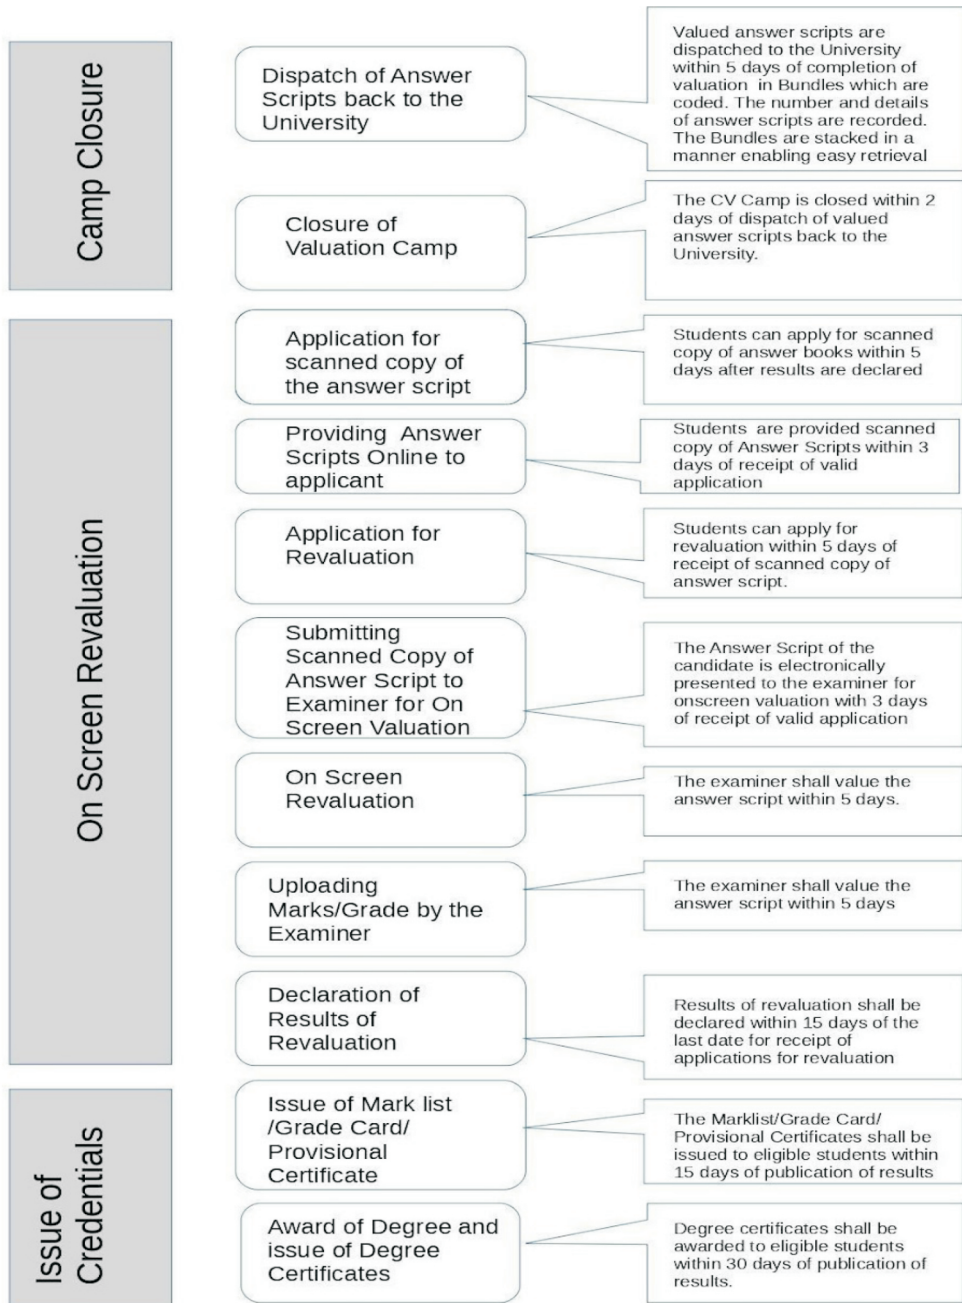 Camp Closure
Dispatch of Answer
Scripts back to the
University
Valued answer scripts are
dispatched to the University
within 5 days of completion of
valuation in Bundles which are
coded. The number and details
of answer scripts are recorded.
The Bundles are stacked in a
manner enabling easy retrieval
Closure of
Valuation Camp
The CV Camp is closed within 2
days of dispatch of valued
answer scripts back to the
University.
On Screen Revaluation
Application for
scanned copy of
the answer script
Students can apply for scanned
copy of answer books within 5
days after results are declared
Providing Answer
Scripts Online to
applicant
Students are provided scanned
copy of Answer Scripts within 3
days of receipt of valid
application
Application for
Revaluation
Students can apply for
revaluation within 5 days of
receipt of scanned copy of
answer script.
Submitting
Scanned Copy of
Answer Script to
Examiner for On
Screen Valuation
The Answer Script of the
candidate is electronically
presented to the examiner for
onscreen valuation with 3 days
of receipt of valid application
On Screen
Revaluation
The examiner shall value the
answer script within 5 days.
Uploading
Marks/Grade by the
Examiner
The examiner shall value the
answer script within 5 days
Declaration of
Results of
Revaluation
Results of revaluation shall be
declared within 15 days of the
last date for receipt of
applications for revaluation
Issue of
Credentials
Issue of Mark list
/Grade Card/
Provisional
Certificate
The Marklist/Grade Card/
Provisional Certificates shall be
issued to eligible students within
15 days of publication of results
Award of Degree and
issue of Degree
Certificates
Degree certificates shall be
awarded to eligible students
within 30 days of publication of
results.